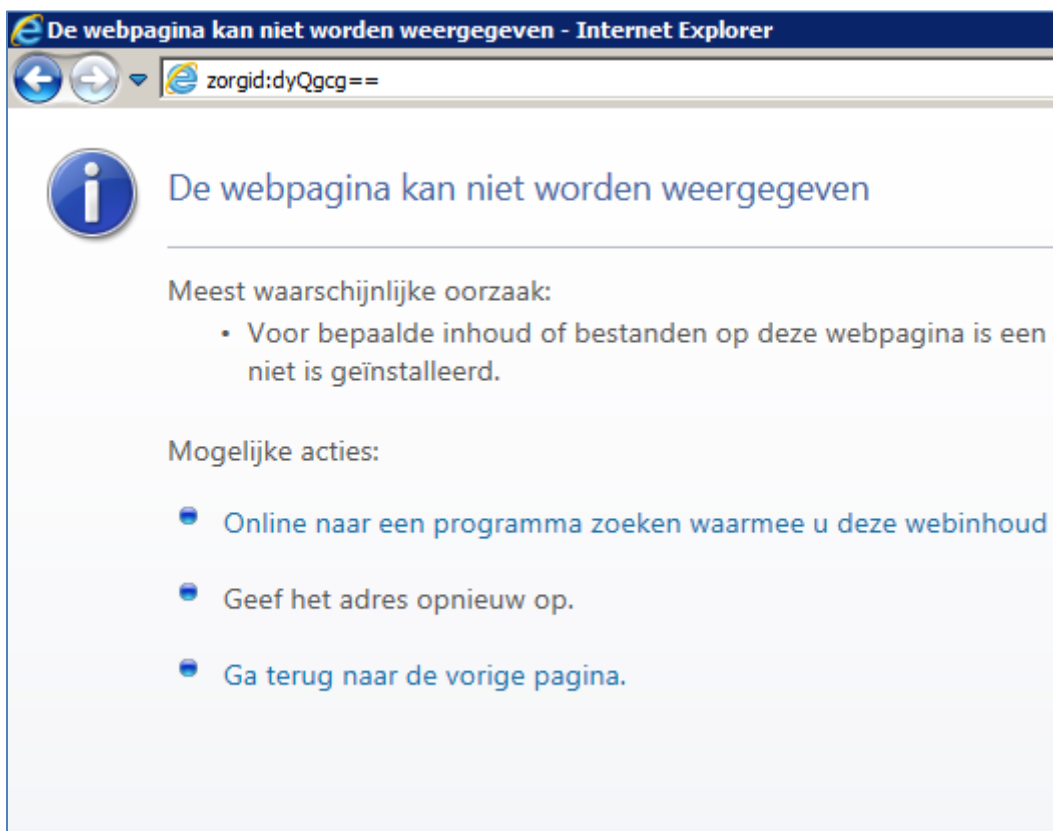 De webpagina kan niet worden weergegeven - Internet Explorer
zorgid:dyQgcg==
De webpagina kan niet worden weergegeven
Meest waarschijnlijke oorzaak:
• Voor bepaalde inhoud of bestanden op deze webpagina is een
niet is geïnstalleerd.
Mogelijke acties:
Online naar een programma zoeken waarmee u deze webinhoud
Geef het adres opnieuw op.
Ga terug naar de vorige pagina.